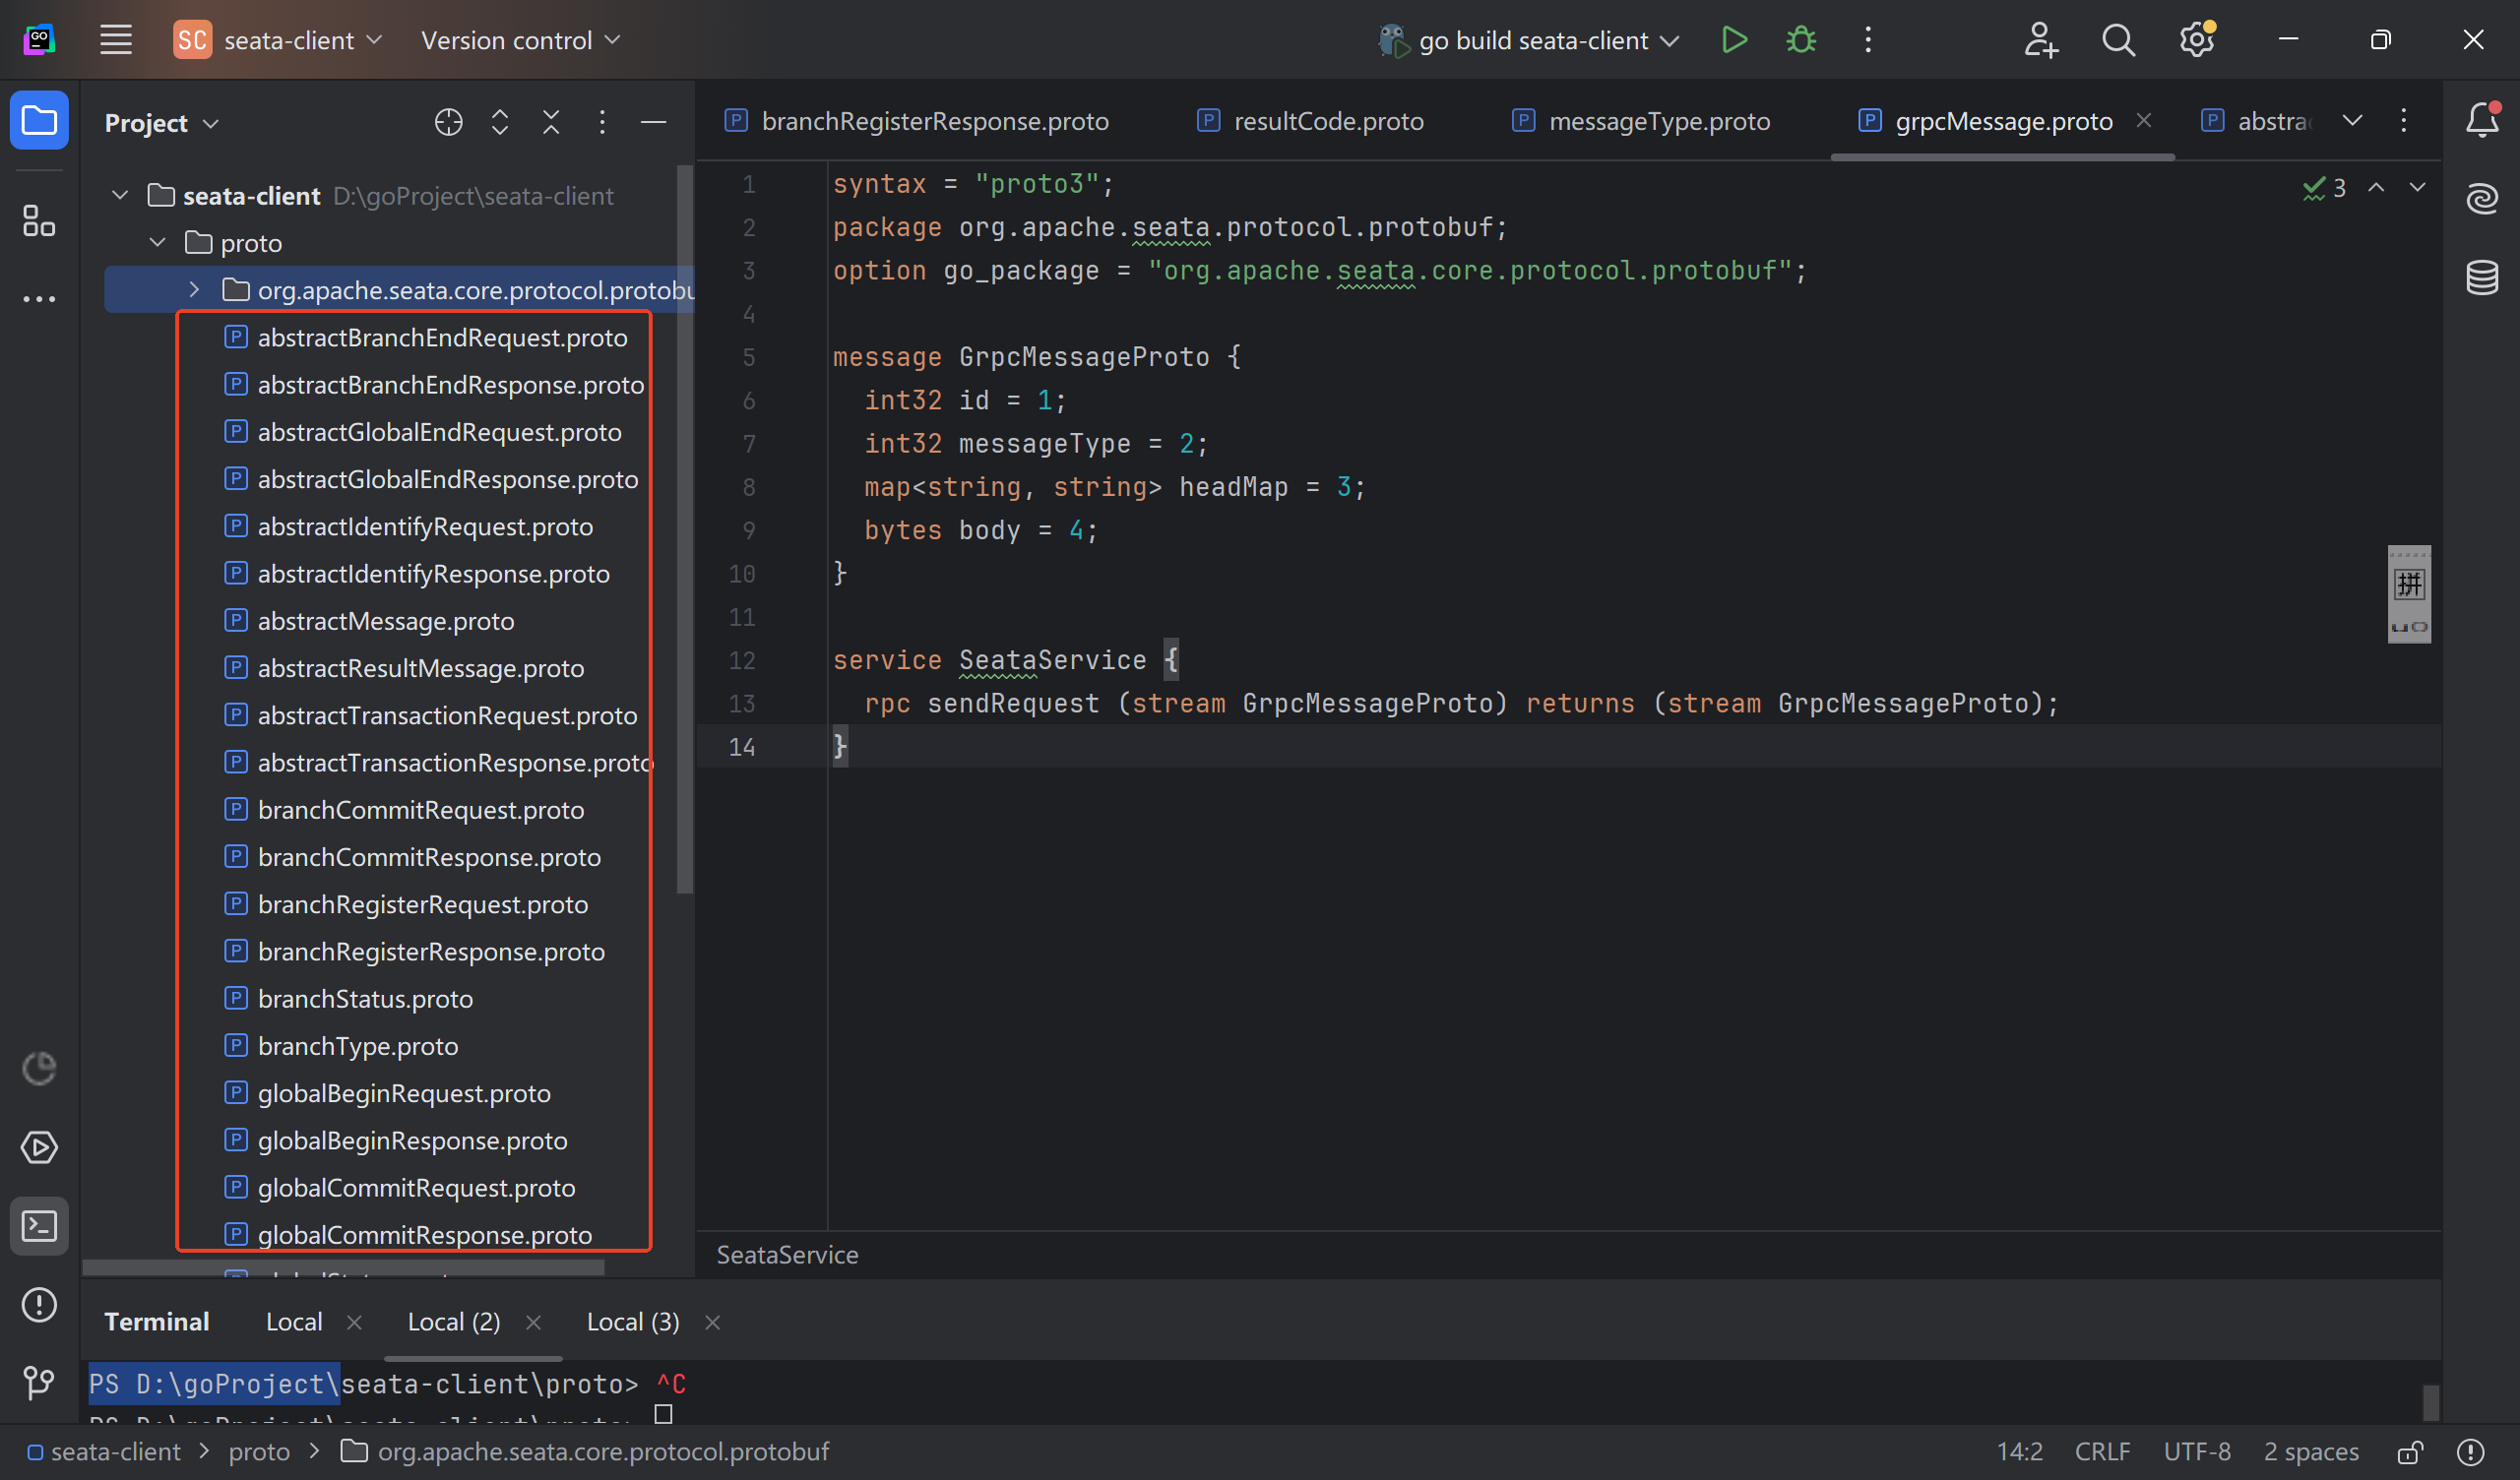 GO
SC seata-client Version control go build seata-client
Project
branchRegisterResponse.proto resultCode.proto messageType.proto grpcMessage.proto abstra
seata-client D:\goProject\seata-client
proto
org.apache.seata.core.protocol.protobu
abstractBranchEndRequest.proto
abstractBranchEndResponse.proto
abstractGlobalEndRequest.proto
abstractGlobalEndResponse.proto
abstractIdentifyRequest.proto
abstractIdentifyResponse.proto
abstractMessage.proto
abstractResultMessage.proto
abstractTransactionRequest.proto
abstractTransactionResponse.proto
branchCommitRequest.proto
branchCommitResponse.proto
branchRegisterRequest.proto
branchRegisterResponse.proto
branchStatus.proto
branchType.proto
globalBeginRequest.proto
globalBeginResponse.proto
globalCommitRequest.proto
globalCommitResponse.proto
1 syntax = "proto3";
2 package org.apache.seata.protocol.protobuf;
3 option go_package = "org.apache.seata.core.protocol.protobuf";
4
5 message GrpcMessageProto {
6 int32 id = 1;
7 int32 messageType = 2;
8 map<string, string> headMap = 3;
9 bytes body = 4;
10 }
11
12 service SeataService {
13 rpc sendRequest (stream GrpcMessageProto) returns (stream GrpcMessageProto);
14 }
3
拼
SeataService
Terminal Local Local (2) Local (3)
PS D:\goProject\seata-client\proto> ^C
PS D:\goProject\seata-client\proto>
seata-client > proto > org.apache.seata.core.protocol.protobuf 14:2 CRLF UTF-8 2 spaces